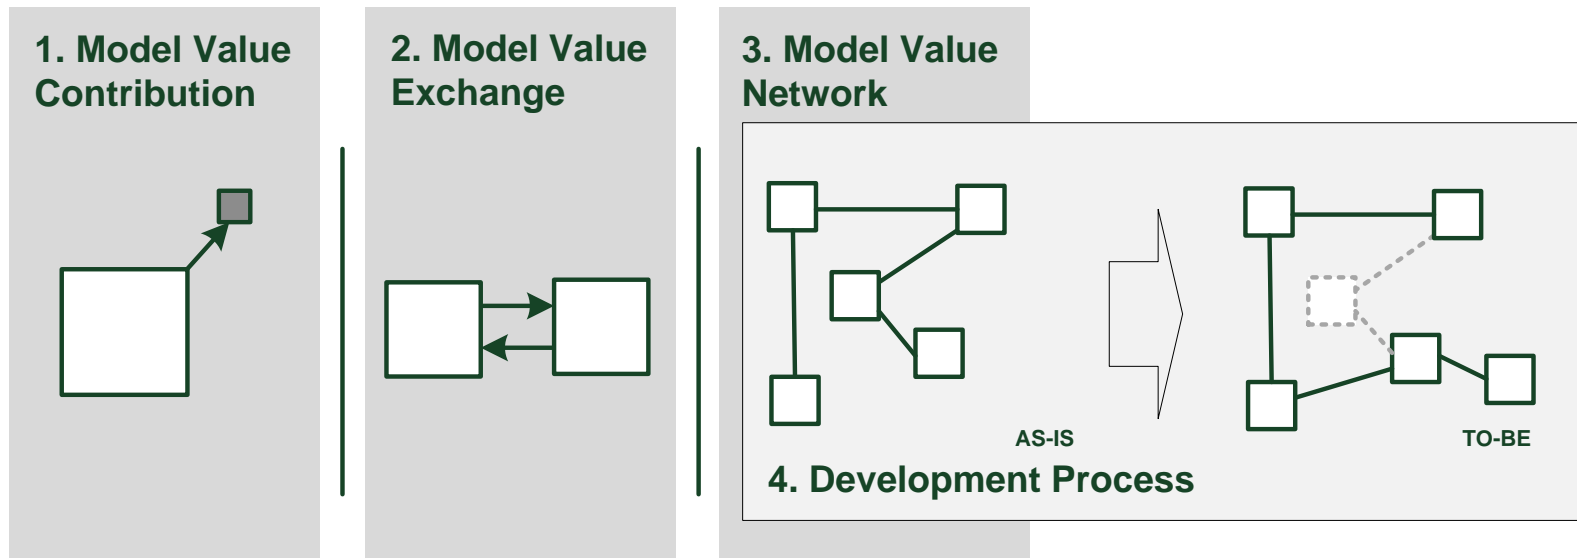 1. Model Value
Contribution
2. Model Value
Exchange
3. Model Value
Network
AS-IS
TO-BE
4. Development Process